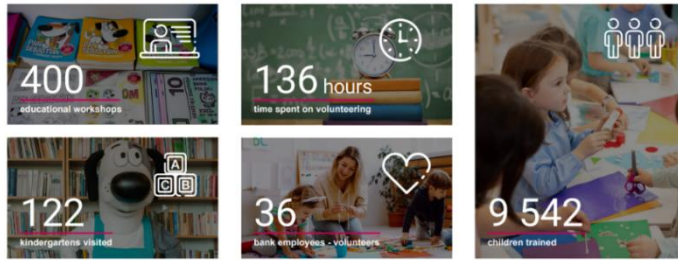 400
educational workshops
136 hours
time spent on volunteering
9 542
children trained
122
kindergartens visited
A
C B
36
bank employees - volunteers